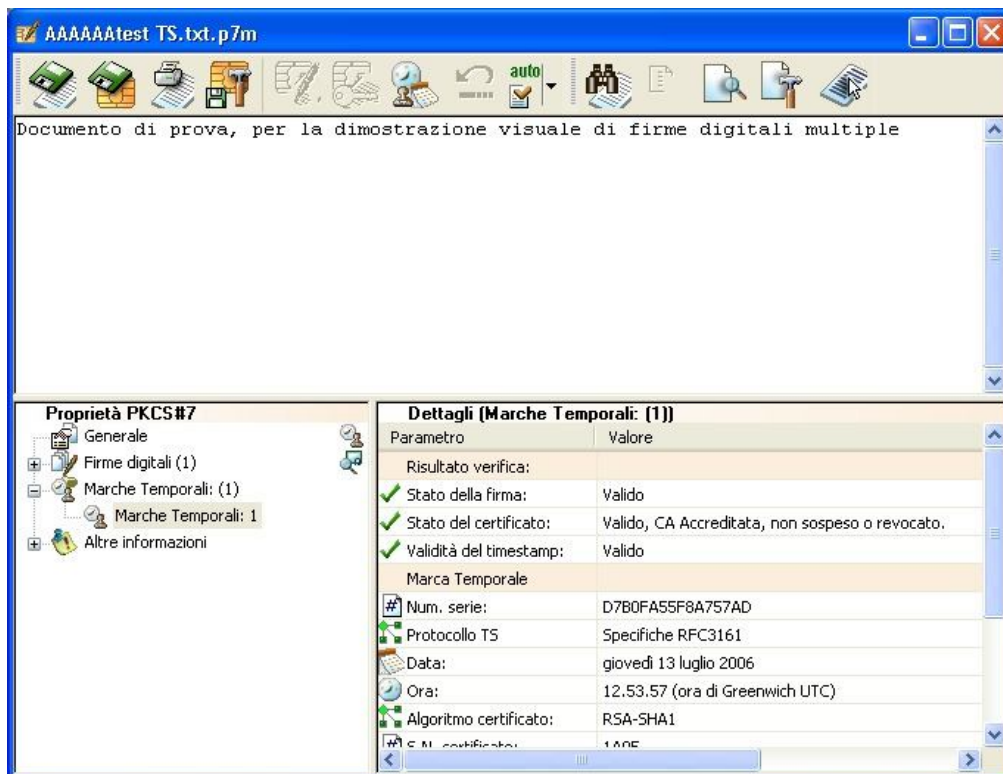 AAAAAAtest TS.txt.p7m
auto
Documento di prova, per la dimostrazione visuale di firme digitali multiple
Proprietà PKCS#7
Generale
Firme digitali (1)
Marche Temporali: (1)
Marche Temporali: 1
Altre informazioni
Dettagli (Marche Temporali: (1))
Parametro Valore
Risultato verifica:
Stato della firma: Valido
Stato del certificato: Valido, CA Accreditata, non sospeso o revocato.
Validità del timestamp: Valido
Marca Temporale
Num. serie: D7B0FA55F8A757AD
Protocollo TS Specifiche RFC3161
Data: giovedì 13 luglio 2006
Ora: 12.53.57 (ora di Greenwich UTC)
Algoritmo certificato: RSA-SHA1
S.N. certificato: